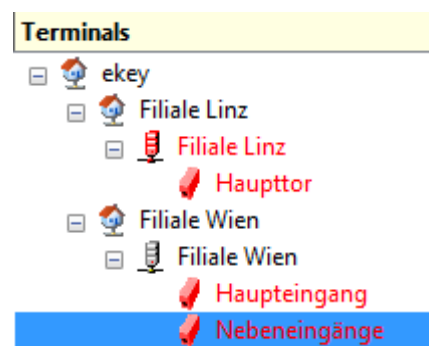 Terminals
ekey
Filiale Linz
Filiale Linz
Haupttor
Filiale Wien
Filiale Wien
Haupteingang
Nebeneingänge